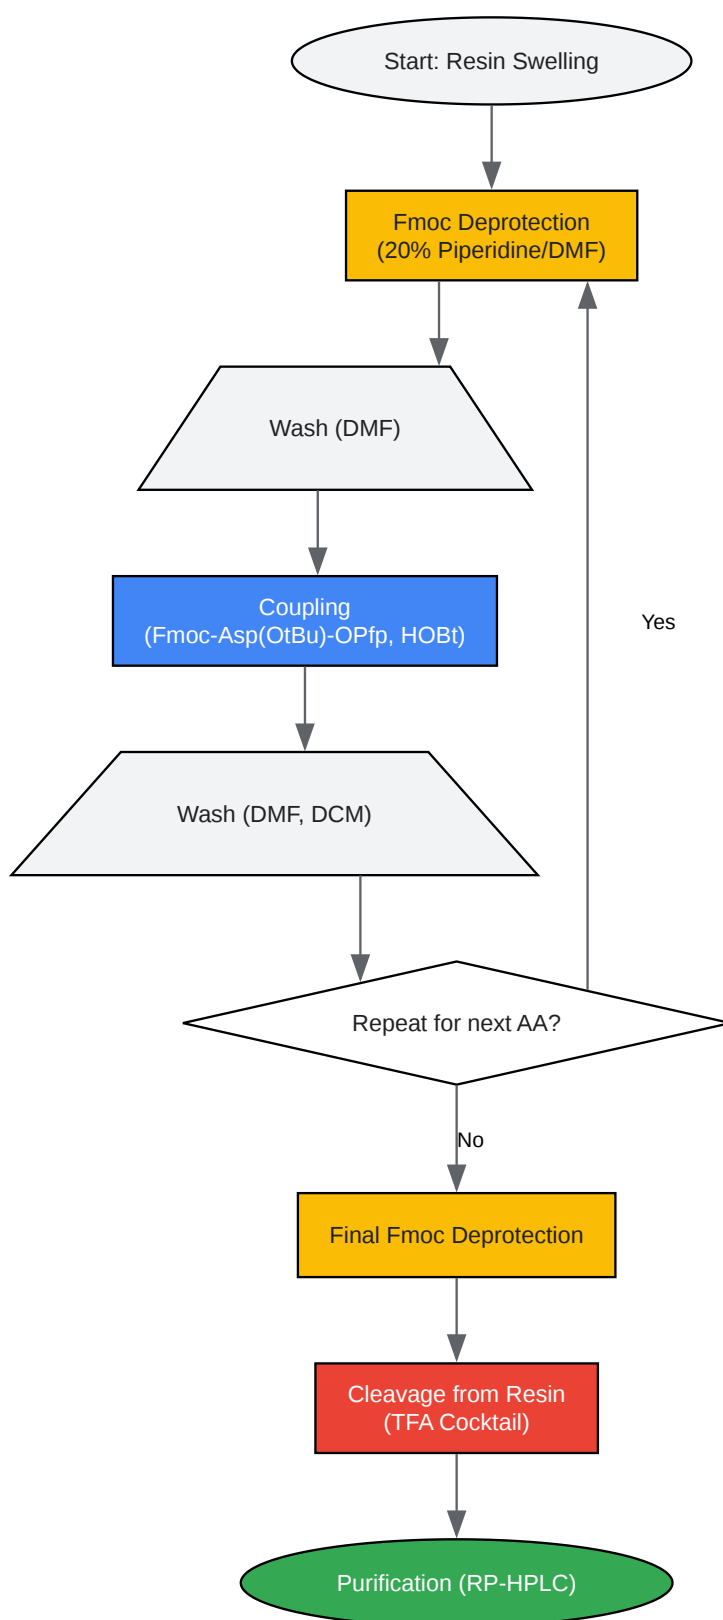 Start: Resin Swelling
Fmoc Deprotection
(20% Piperidine/DMF)
Wash (DMF)
Coupling
(Fmoc-Asp(OtBu)-OPfp, HOBt)
Yes
Wash (DMF, DCM)
Repeat for next AA?
No
Final Fmoc Deprotection
Cleavage from Resin
(TFA Cocktail)
Purification (RP-HPLC)